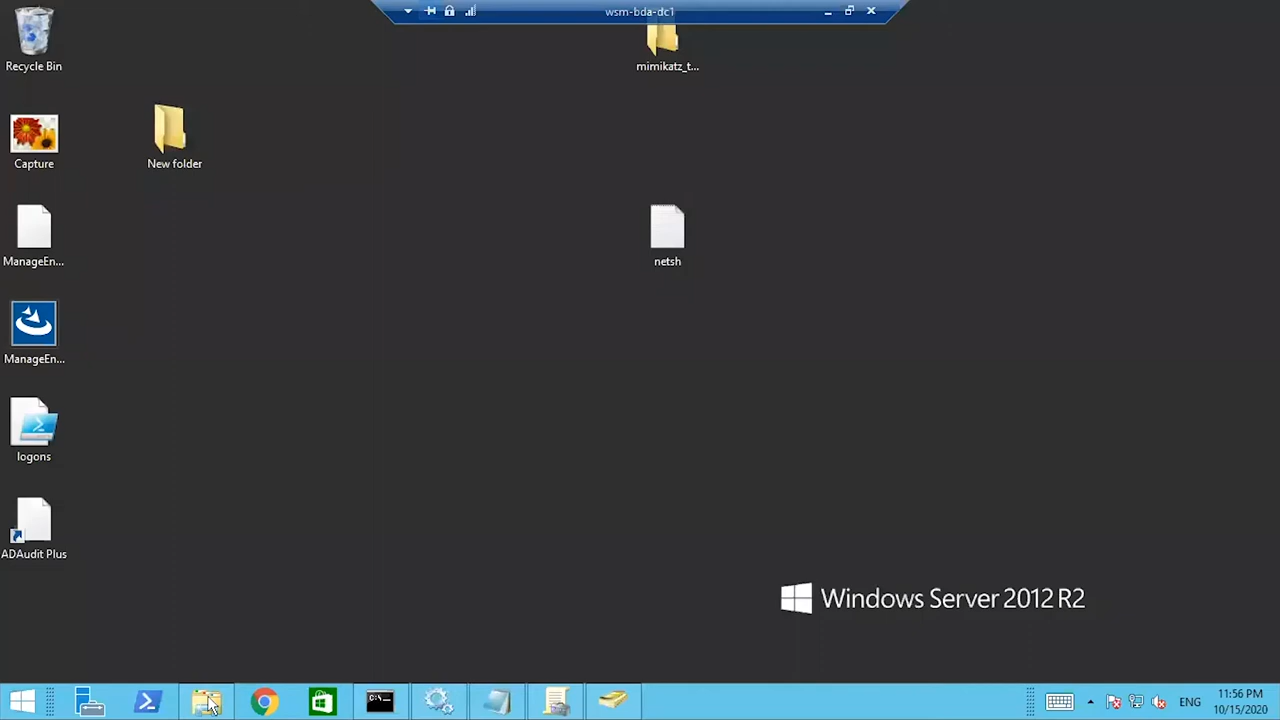 wsm-bda-dc1
Recycle Bin
mimikatz_t...
Capture
New folder
ManageEn...
netsh
ManageEn...
logons
ADAudit Plus
Windows Server 2012 R2
C:\
ENG
11:56 PM
10/15/2020